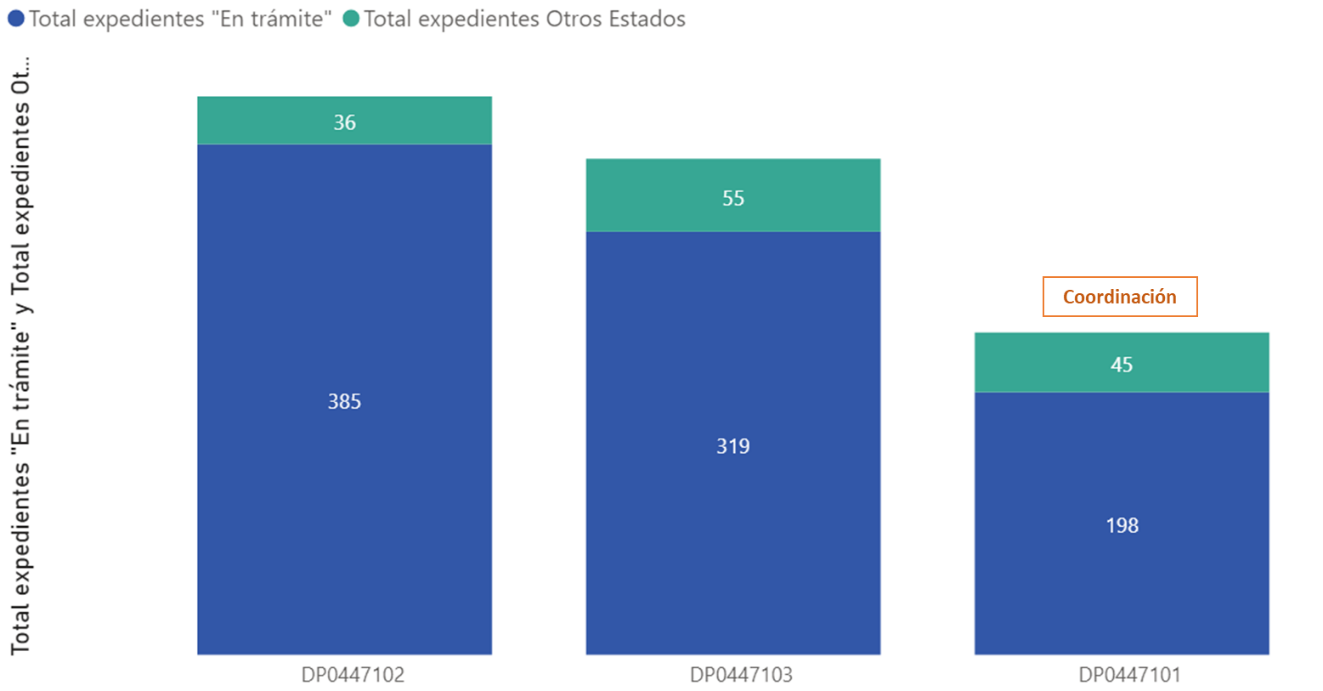 Total expedientes "En trámite" Total expedientes Otros Estados
Total expedientes "En trámite" y Total expedientes Ot...
36
385
55
319
Coordinación
45
198
DP0447102 DP0447103 DP0447101